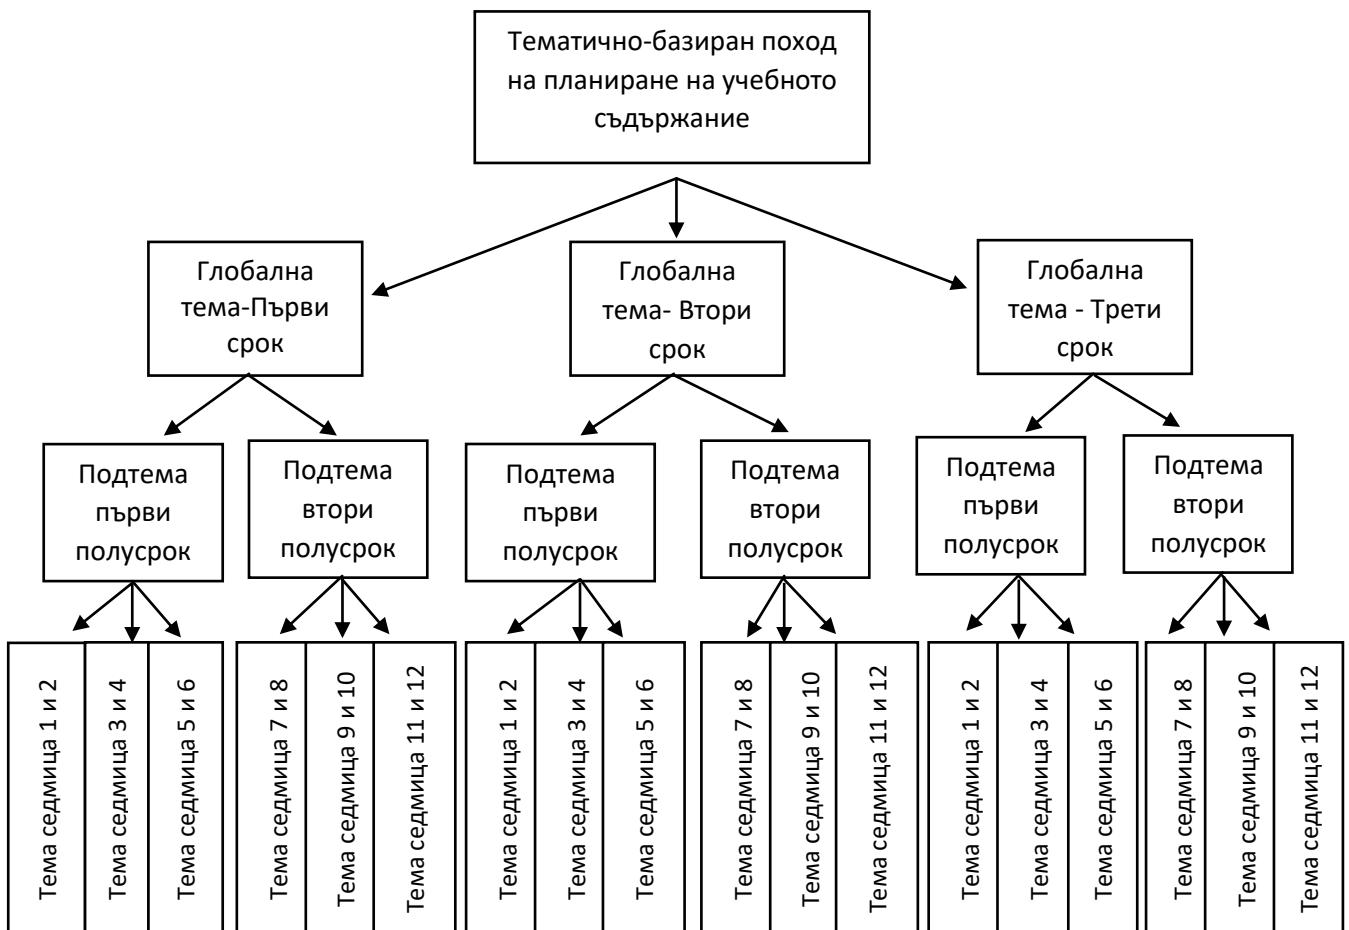 Тематично-базиран поход
на планиране на учебното
съдържание
Глобална
тема-Първи
срок
Глобална
тема- Втори
срок
Глобална
тема - Трети
срок
Подтема
първи
полусрок
Подтема
втори
полусрок
Подтема
първи
полусрок
Подтема
втори
полусрок
Подтема
първи
полусрок
Подтема
втори
полусрок
Тема седмица 1 и 2
Тема седмица 3 и 4
Тема седмица 5 и 6
Тема седмица 7 и 8
Тема седмица 9 и 10
Тема седмица 11 и 12
Тема седмица 1 и 2
Тема седмица 3 и 4
Тема седмица 5 и 6
Тема седмица 7 и 8
Тема седмица 9 и 10
Тема седмица 11 и 12
Тема седмица 1 и 2
Тема седмица 3 и 4
Тема седмица 5 и 6
Тема седмица 7 и 8
Тема седмица 9 и 10
Тема седмица 11 и 12